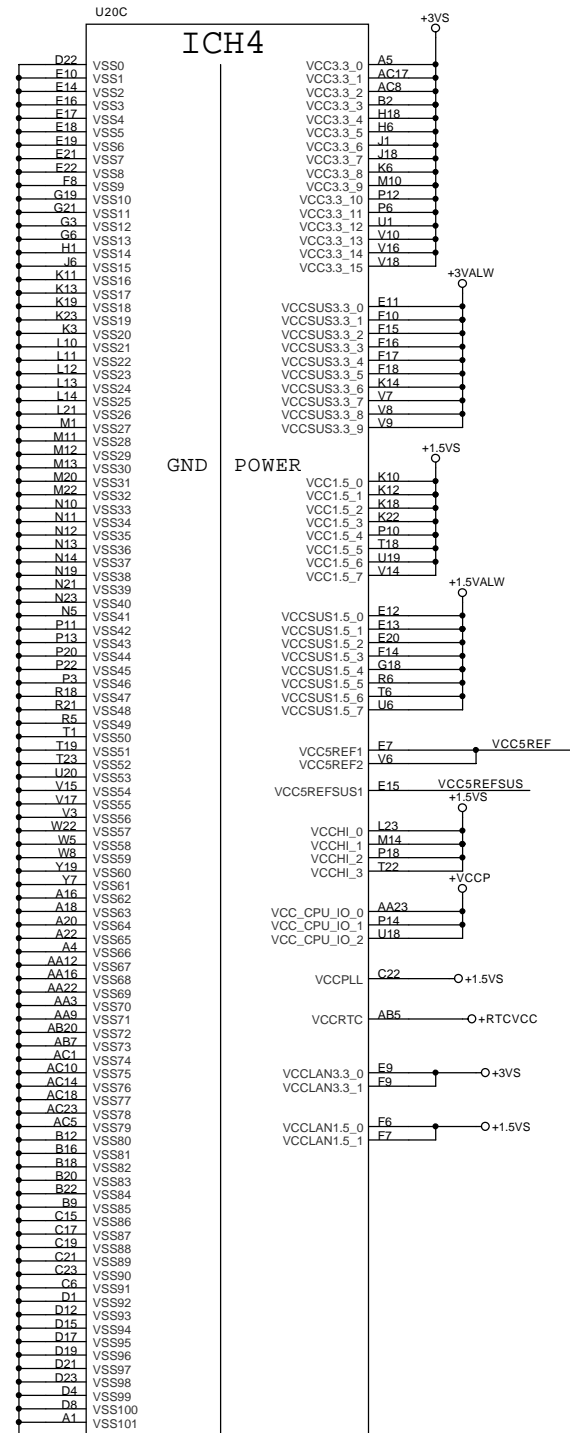 U20C
ICH4
GND
POWER
D22 VSS0
E10 VSS1
E14 VSS2
E16 VSS3
E17 VSS4
E18 VSS5
E19 VSS6
E21 VSS7
E22 VSS8
F8 VSS9
G19 VSS10
G21 VSS11
G3 VSS12
G6 VSS13
H1 VSS14
J6 VSS15
K11 VSS16
K13 VSS17
K19 VSS18
K23 VSS19
K3 VSS20
L10 VSS21
L11 VSS22
L12 VSS23
L13 VSS24
L14 VSS25
L21 VSS26
M1 VSS27
M11 VSS28
M12 VSS29
M13 VSS30
M20 VSS31
M22 VSS32
N10 VSS33
N11 VSS34
N12 VSS35
N13 VSS36
N14 VSS37
N19 VSS38
N21 VSS39
N23 VSS40
N5 VSS41
P11 VSS42
P13 VSS43
P20 VSS44
P22 VSS45
P3 VSS46
R18 VSS47
R21 VSS48
R5 VSS49
T1 VSS50
T19 VSS51
T23 VSS52
U20 VSS53
V15 VSS54
V17 VSS55
V3 VSS56
W22 VSS57
W5 VSS58
W8 VSS59
Y19 VSS60
Y7 VSS61
A16 VSS62
A18 VSS63
A20 VSS64
A22 VSS65
A4 VSS66
AA12 VSS67
AA16 VSS68
AA22 VSS69
AA3 VSS70
AA9 VSS71
AB20 VSS72
AB7 VSS73
AC1 VSS74
AC10 VSS75
AC14 VSS76
AC18 VSS77
AC23 VSS78
AC5 VSS79
B12 VSS80
B16 VSS81
B18 VSS82
B20 VSS83
B22 VSS84
B9 VSS85
C15 VSS86
C17 VSS87
C19 VSS88
C21 VSS89
C23 VSS90
C6 VSS91
D1 VSS92
D12 VSS93
D15 VSS94
D17 VSS95
D19 VSS96
D21 VSS97
D23 VSS98
D4 VSS99
D8 VSS100
A1 VSS101
+3VS
VCC3.3_0 A5
VCC3.3_1 AC17
VCC3.3_2 AC8
VCC3.3_3 B2
VCC3.3_4 H18
VCC3.3_5 H6
VCC3.3_6 J1
VCC3.3_7 J18
VCC3.3_8 K6
VCC3.3_9 M10
VCC3.3_10 P12
VCC3.3_11 P6
VCC3.3_12 U1
VCC3.3_13 V10
VCC3.3_14 V16
VCC3.3_15 V18
+3VALW
VCCSUS3.3_0 E11
VCCSUS3.3_1 F10
VCCSUS3.3_2 F15
VCCSUS3.3_3 F16
VCCSUS3.3_4 F17
VCCSUS3.3_5 F18
VCCSUS3.3_6 K14
VCCSUS3.3_7 V7
VCCSUS3.3_8 V8
VCCSUS3.3_9 V9
+1.5VS
VCC1.5_0 K10
VCC1.5_1 K12
VCC1.5_2 K18
VCC1.5_3 K22
VCC1.5_4 P10
VCC1.5_5 T18
VCC1.5_6 U19
VCC1.5_7 V14
+1.5VALW
VCCSUS1.5_0 E12
VCCSUS1.5_1 E13
VCCSUS1.5_2 E20
VCCSUS1.5_3 F14
VCCSUS1.5_4 G18
VCCSUS1.5_5 R6
VCCSUS1.5_6 T6
VCCSUS1.5_7 U6
VCC5REF1 E7 VCC5REF
VCC5REF2 V6
VCC5REFSUS1 E15 VCC5REFSUS
+1.5VS
VCCHI_0 L23
VCCHI_1 M14
VCCHI_2 P18
VCCHI_3 T22
+VCCP
VCC_CPU_IO_0 AA23
VCC_CPU_IO_1 P14
VCC_CPU_IO_2 U18
VCCPLL C22 +1.5VS
VCCRTC AB5 +RTCVCC
VCCLAN3.3_0 E9 +3VS
VCCLAN3.3_1 F9
VCCLAN1.5_0 F6 +1.5VS
VCCLAN1.5_1 F7